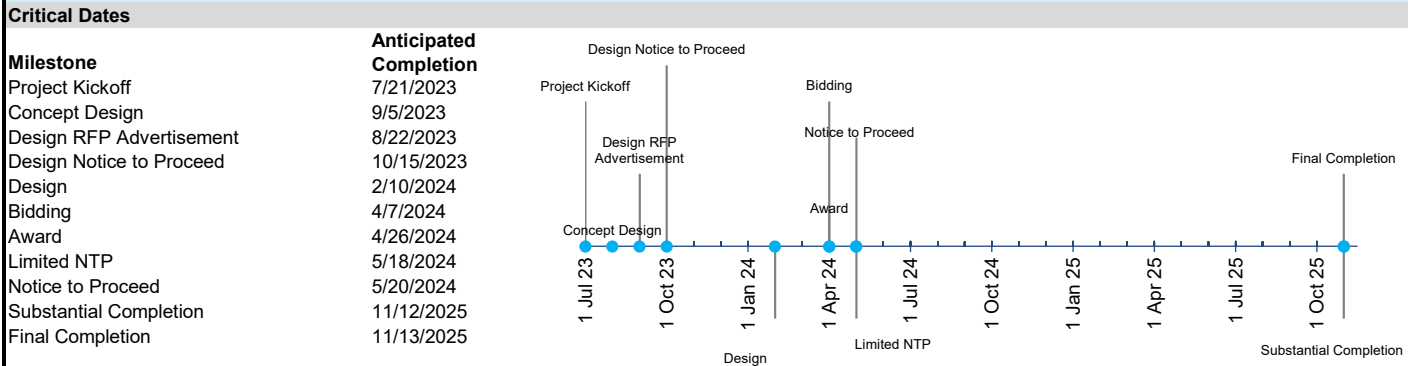 Critical Dates
Milestone Anticipated
Completion
Project Kickoff 7/21/2023
Concept Design 9/5/2023
Design RFP Advertisement 8/22/2023
Design Notice to Proceed 10/15/2023
Design 2/10/2024
Bidding 4/7/2024
Award 4/26/2024
Limited NTP 5/18/2024
Notice to Proceed 5/20/2024
Substantial Completion 11/12/2025
Final Completion 11/13/2025
Design Notice to Proceed
Project Kickoff
Bidding
Notice to Proceed
Design RFP
Advertisement
Final Completion
Award
Concept Design
1 Jul 23
1 Oct 23
1 Jan 24
1 Apr 24
1 Jul 24
1 Oct 24
1 Jan 25
1 Apr 25
1 Jul 25
1 Oct 25
Limited NTP
Substantial Completion
Design